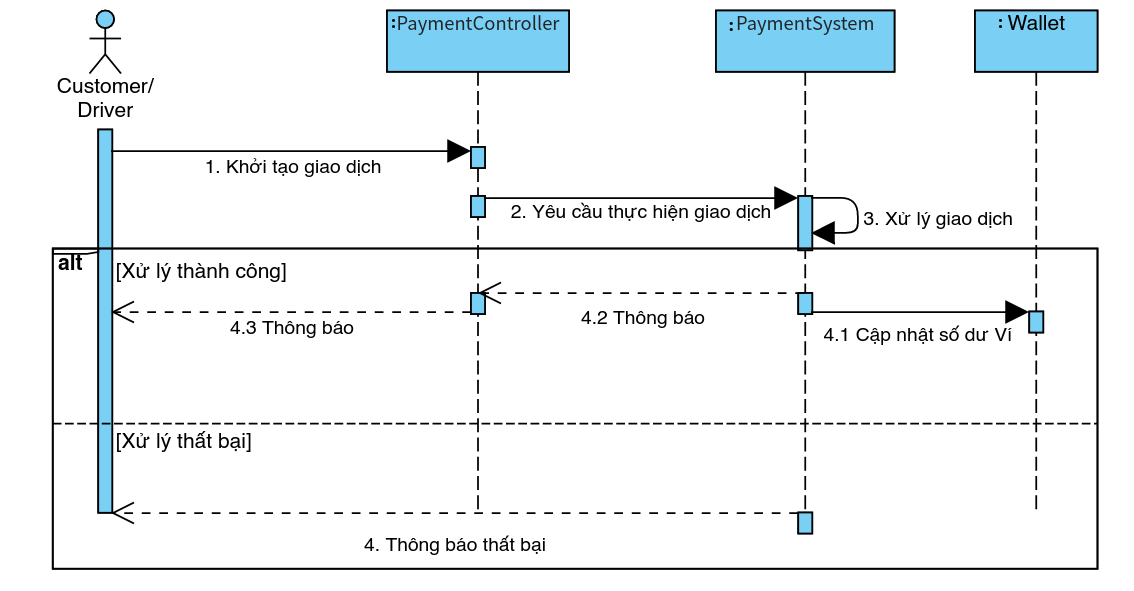 :PaymentController
:PaymentSystem
: Wallet
Customer/
Driver
1. Khởi tạo giao dịch
2. Yêu cầu thực hiện giao dịch
3. Xử lý giao dịch
alt
[Xử lý thành công]
4.2 Thông báo
4.3 Thông báo
4.1 Cập nhật số dư Ví
[Xử lý thất bại]
4. Thông báo thất bại